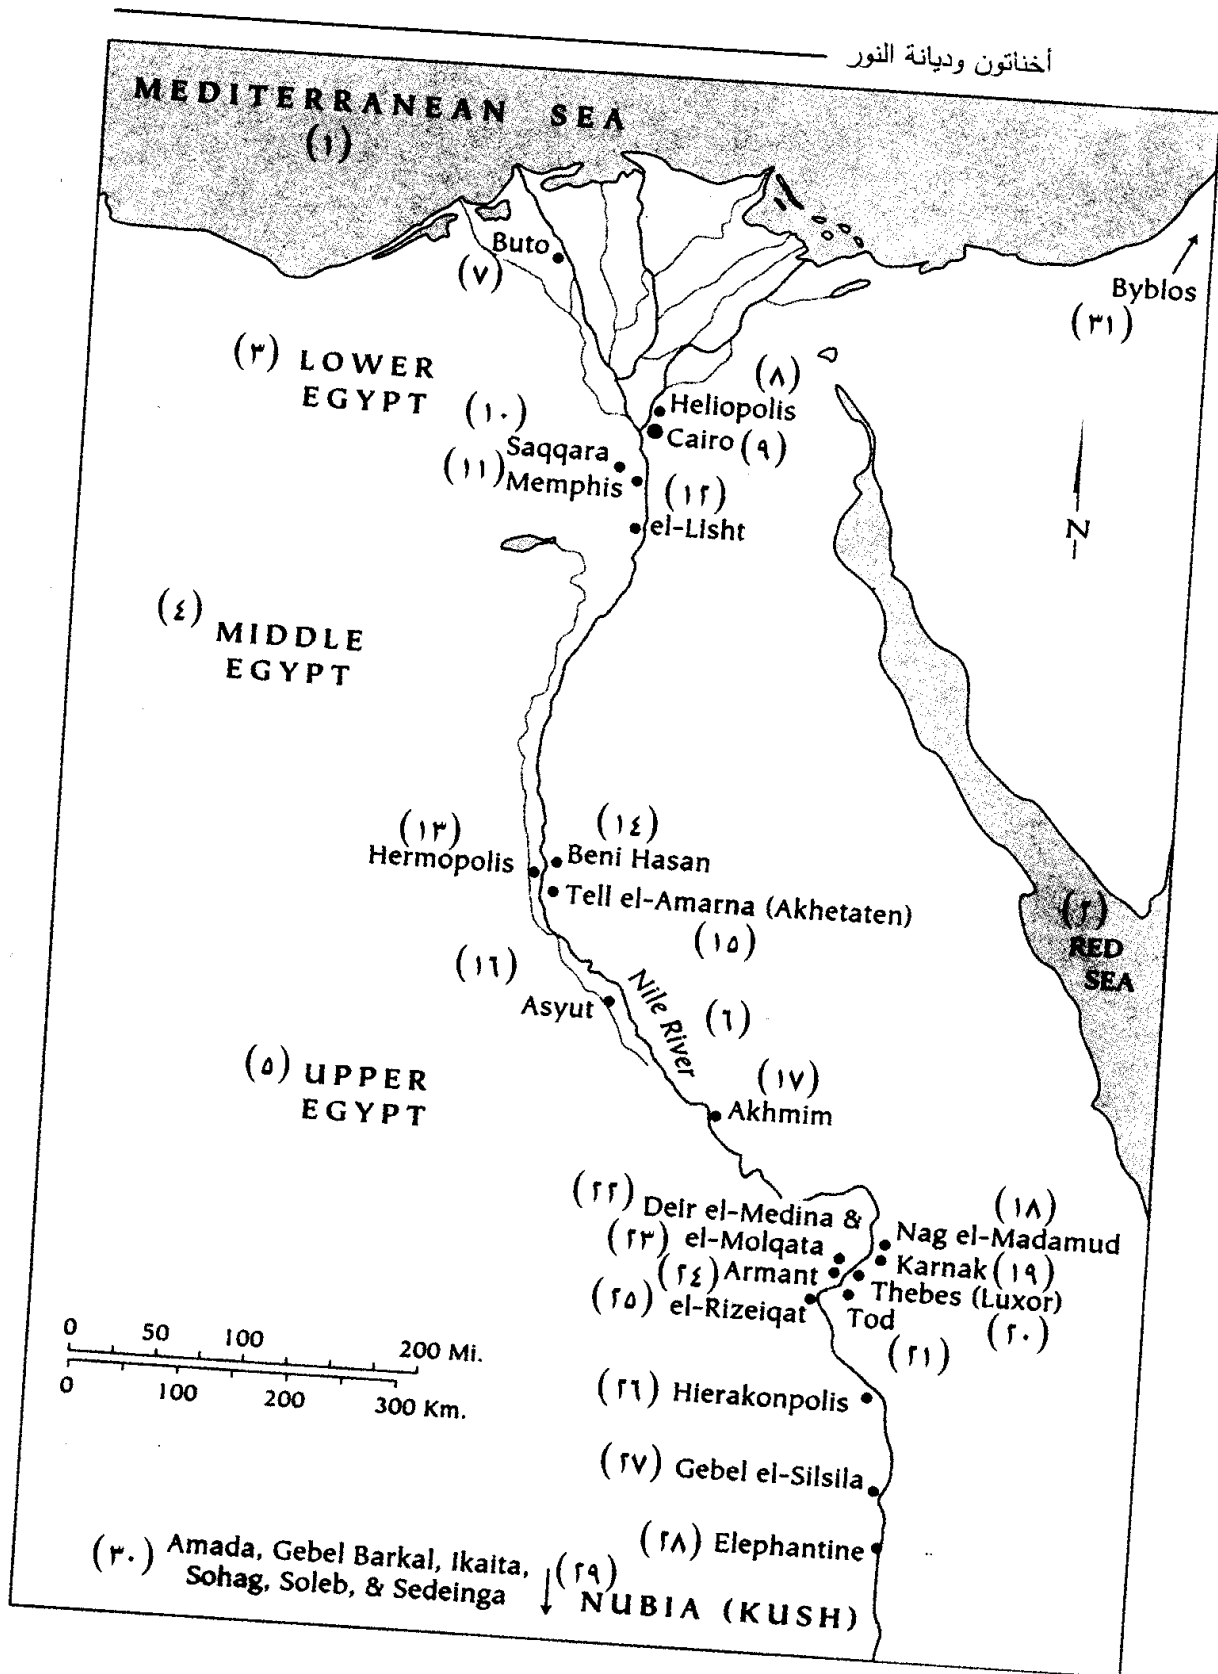 أخناتون وديانة النور
MEDITERRANEAN SEA
(١)
Buto
(٧)
Byblos
(٣١)
(٣) LOWER
EGYPT
(٨)
Heliopolis
Cairo (٩)
(١٠)
Saqqara
(١١) Memphis
(١٢)
el-Lisht
N
(٤)
MIDDLE
EGYPT
(١٣)
Hermopolis
(١٤)
Beni Hasan
Tell el-Amarna (Akhetaten)
(١٥)
(٢)
RED
SEA
(١٦)
Asyut
Nile River
(٦)
(٥) UPPER
EGYPT
(١٧)
Akhmim
(٢٢) Deir el-Medina &
(٢٣) el-Molqata
(٢٤) Armant
(٢٥) el-Rizeiqat
(١٨)
Nag el-Madamud
Karnak (١٩)
Thebes (Luxor)
(٢٠)
Tod
(٢١)
0 50 100 200 Mi.
0 100 200 300 Km.
(٢٦) Hierakonpolis
(٢٧) Gebel el-Silsila
(٢٨) Elephantine
(٣٠) Amada, Gebel Barkal, Ikaita,
Sohag, Soleb, & Sedeinga
(٢٩)
NUBIA (KUSH)